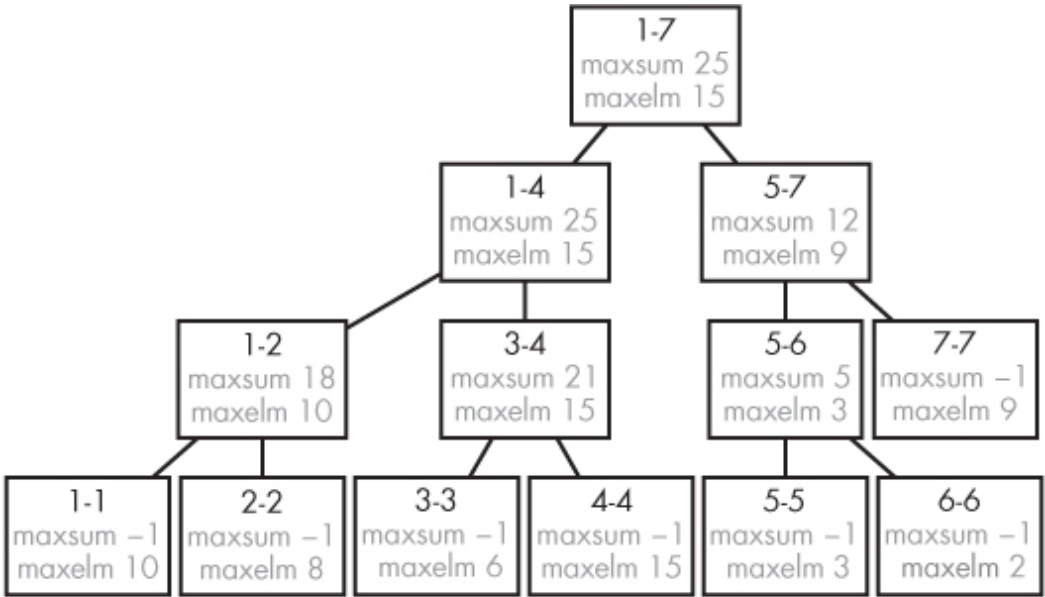 1-7
maxsum 25
maxelm 15
1-4
maxsum 25
maxelm 15
5-7
maxsum 12
maxelm 9
1-2
maxsum 18
maxelm 10
3-4
maxsum 21
maxelm 15
5-6
maxsum 5
maxelm 3
7-7
maxsum –1
maxelm 9
1-1
maxsum –1
maxelm 10
2-2
maxsum –1
maxelm 8
3-3
maxsum –1
maxelm 6
4-4
maxsum –1
maxelm 15
5-5
maxsum –1
maxelm 3
6-6
maxsum –1
maxelm 2